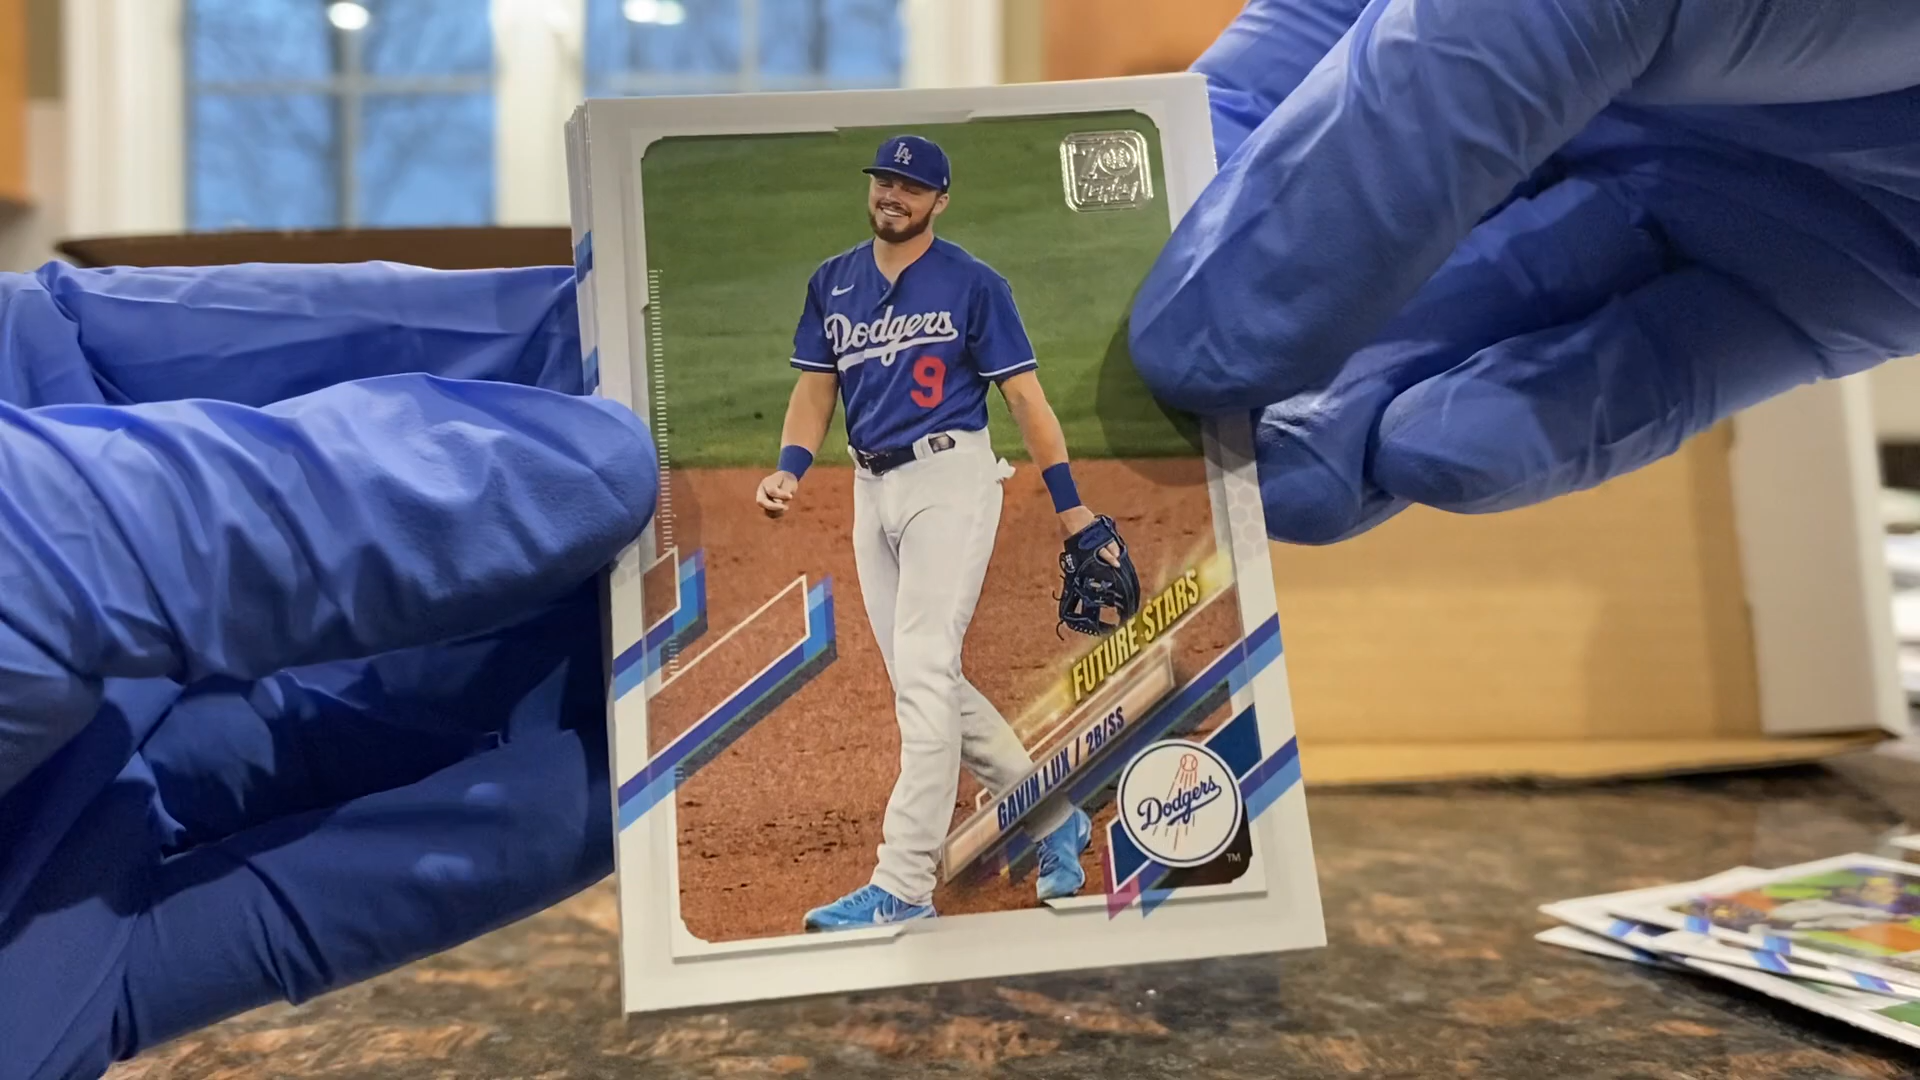 LA
70
Topps
Dodgers
9
FUTURE STARS
GAVIN LUX / 2B/SS
Dodgers
TM